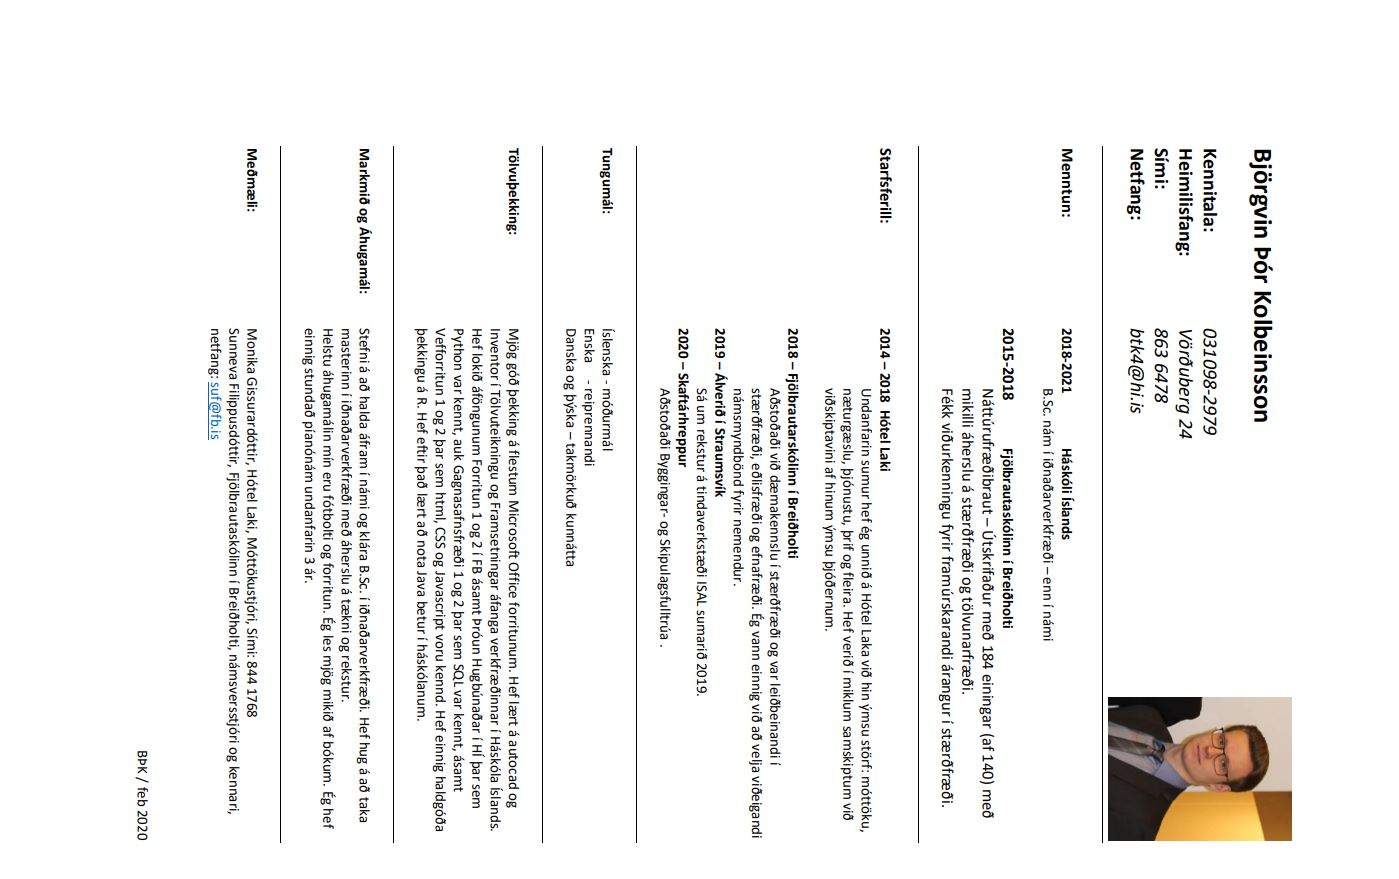 Björgvin Þór Kolbeinsson
Kennitala: 031098-2979
Heimilisfang: Vörðuberg 24
Sími: 863 6478
Netfang: btk4@hi.is
Menntun: 2018-2021 Háskóli Íslands
B.Sc. nám í iðnaðarverkfræði – enn í námi
2015-2018 Fjölbrautaskólinn í Breiðholti
Náttúrufræðibraut – Útskrifaður með 184 einingar (af 140) með
mikilli áherslu á stærðfræði og tölvunarfræði.
Fékk viðurkenningu fyrir framúrskarandi árangur í stærðfræði.
Starfsferill: 2014 – 2018 Hótel Laki
Undanfarin sumur hef ég unnið á Hótel Laka við hin ýmsu störf: móttöku,
næturgæslu, þjónustu, þrif og fleira. Hef verið í miklum samskiptum við
viðskiptavini af hinum ýmsu þjóðernum.
2018 – Fjölbrautarskólinn í Breiðholti
Aðstoðaði við dæmakennslu í stærðfræði og var leiðbeinandi í
stærðfræði, eðlisfræði og efnafræði. Ég vann einnig við að velja viðeigandi
námsmyndbönd fyrir nemendur.
2019 – Álverið í Straumsvík
Sá um rekstur á tindaverkstæði ISAL sumarið 2019.
2020 – Skaftárhreppur
Aðstoðaði Byggingar- og Skipulagsfulltrúa .
Tungumál: Íslenska - móðurmál
Enska - reiprennandi
Danska og þýska – takmörkuð kunnátta
Tölvuþekking: Mjög góð þekking á flestum Microsoft Office forritunum. Hef lært á autocad og
Inventor í Tölvuteikningu og Framsetningar áfanga verkfræðinnar í Háskóla Íslands.
Hef lokið áföngunum Forritun 1 og 2 í FB ásamt Þróun Hugbúnaðar í HÍ þar sem
Python var kennt, auk Gagnasafnsfræði 1 og 2 þar sem SQL var kennt, ásamt
Vefforritun 1 og 2 þar sem html, CSS og Javascript voru kennd. Hef einnig haldgóða
þekkingu á R. Hef eftir það lært að nota Java betur í háskólanum.
Markmið og Áhugamál: Stefni á að halda áfram í námi og klára B.Sc. í iðnaðarverkfræði. Hef hug á að taka
masterinn í iðnaðarverkfræði með áherslu á tækni og rekstur.
Helstu áhugamálin mín eru fótbolti og forritun. Ég les mjög mikið af bókum. Ég hef
einnig stundað píanónám undanfarin 3 ár.
Meðmæli: Monika Gissurardóttir, Hótel Laki, Móttökustjóri, Sími: 844 1768
Sunneva Filippusdóttir, Fjölbrautaskólinn í Breiðholti, námsversstjóri og kennari,
netfang: suf@fb.is
BÞK / feb 2020